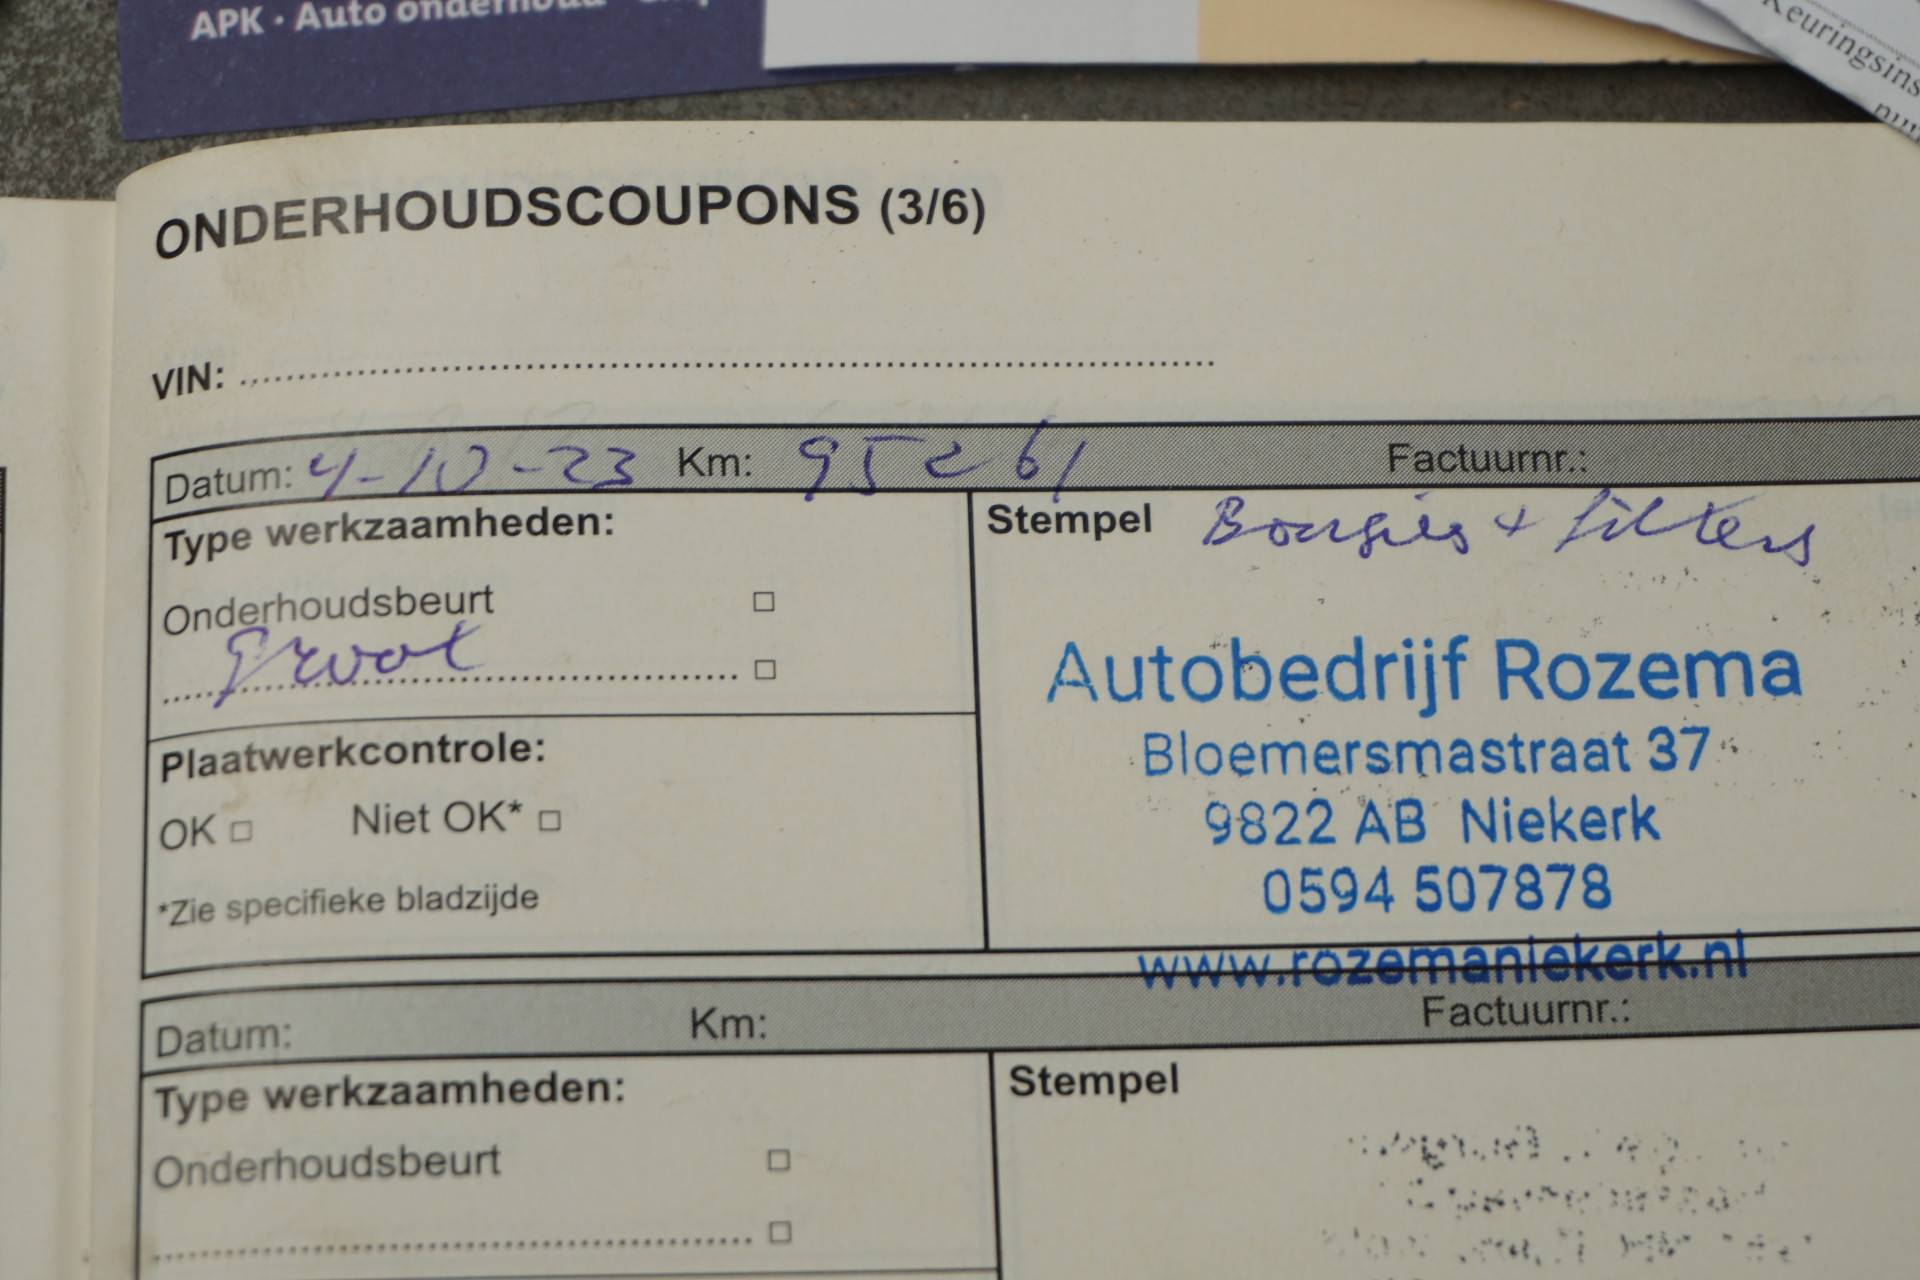 APK · Auto onderhoud
Keuringsins
ONDERHOUDSCOUPONS (3/6)
VIN:
Datum: 4-10-23 Km: 95261 Factuurnr.:
Type werkzaamheden:
Stempel Bougies + filters
Onderhoudsbeurt □
groot □
Autobedrijf Rozema
Bloemersmastraat 37
9822 AB Niekerk
0594 507878
www.rozemaniekerk.nl
Plaatwerkcontrole:
OK □ Niet OK* □
*Zie specifieke bladzijde
Datum: Km: Factuurnr.:
Type werkzaamheden:
Stempel
Onderhoudsbeurt □
□